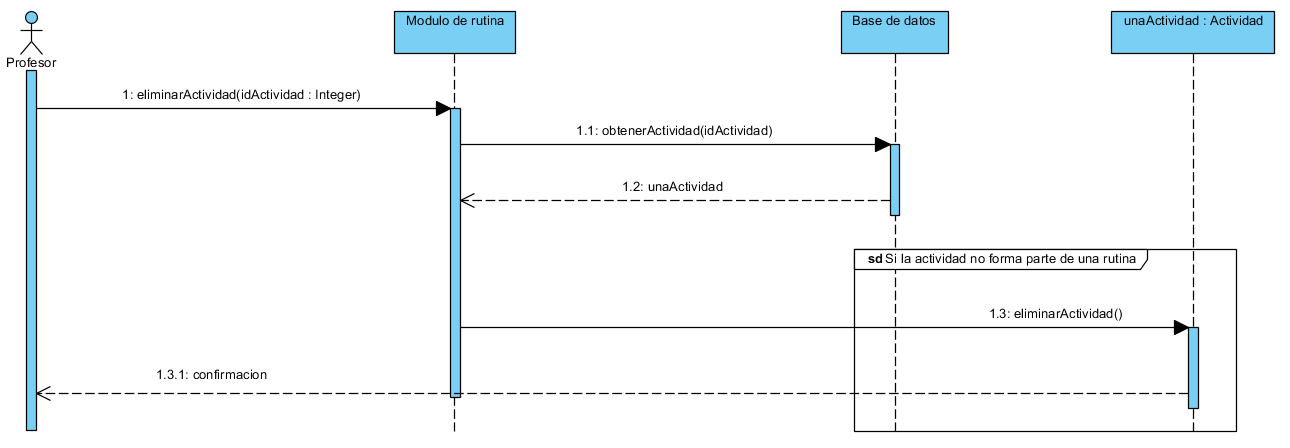 Profesor
Modulo de rutina
Base de datos
unaActividad : Actividad
1: eliminarActividad(idActividad : Integer)
1.1: obtenerActividad(idActividad)
1.2: unaActividad
sd Si la actividad no forma parte de una rutina
1.3: eliminarActividad()
1.3.1: confirmacion